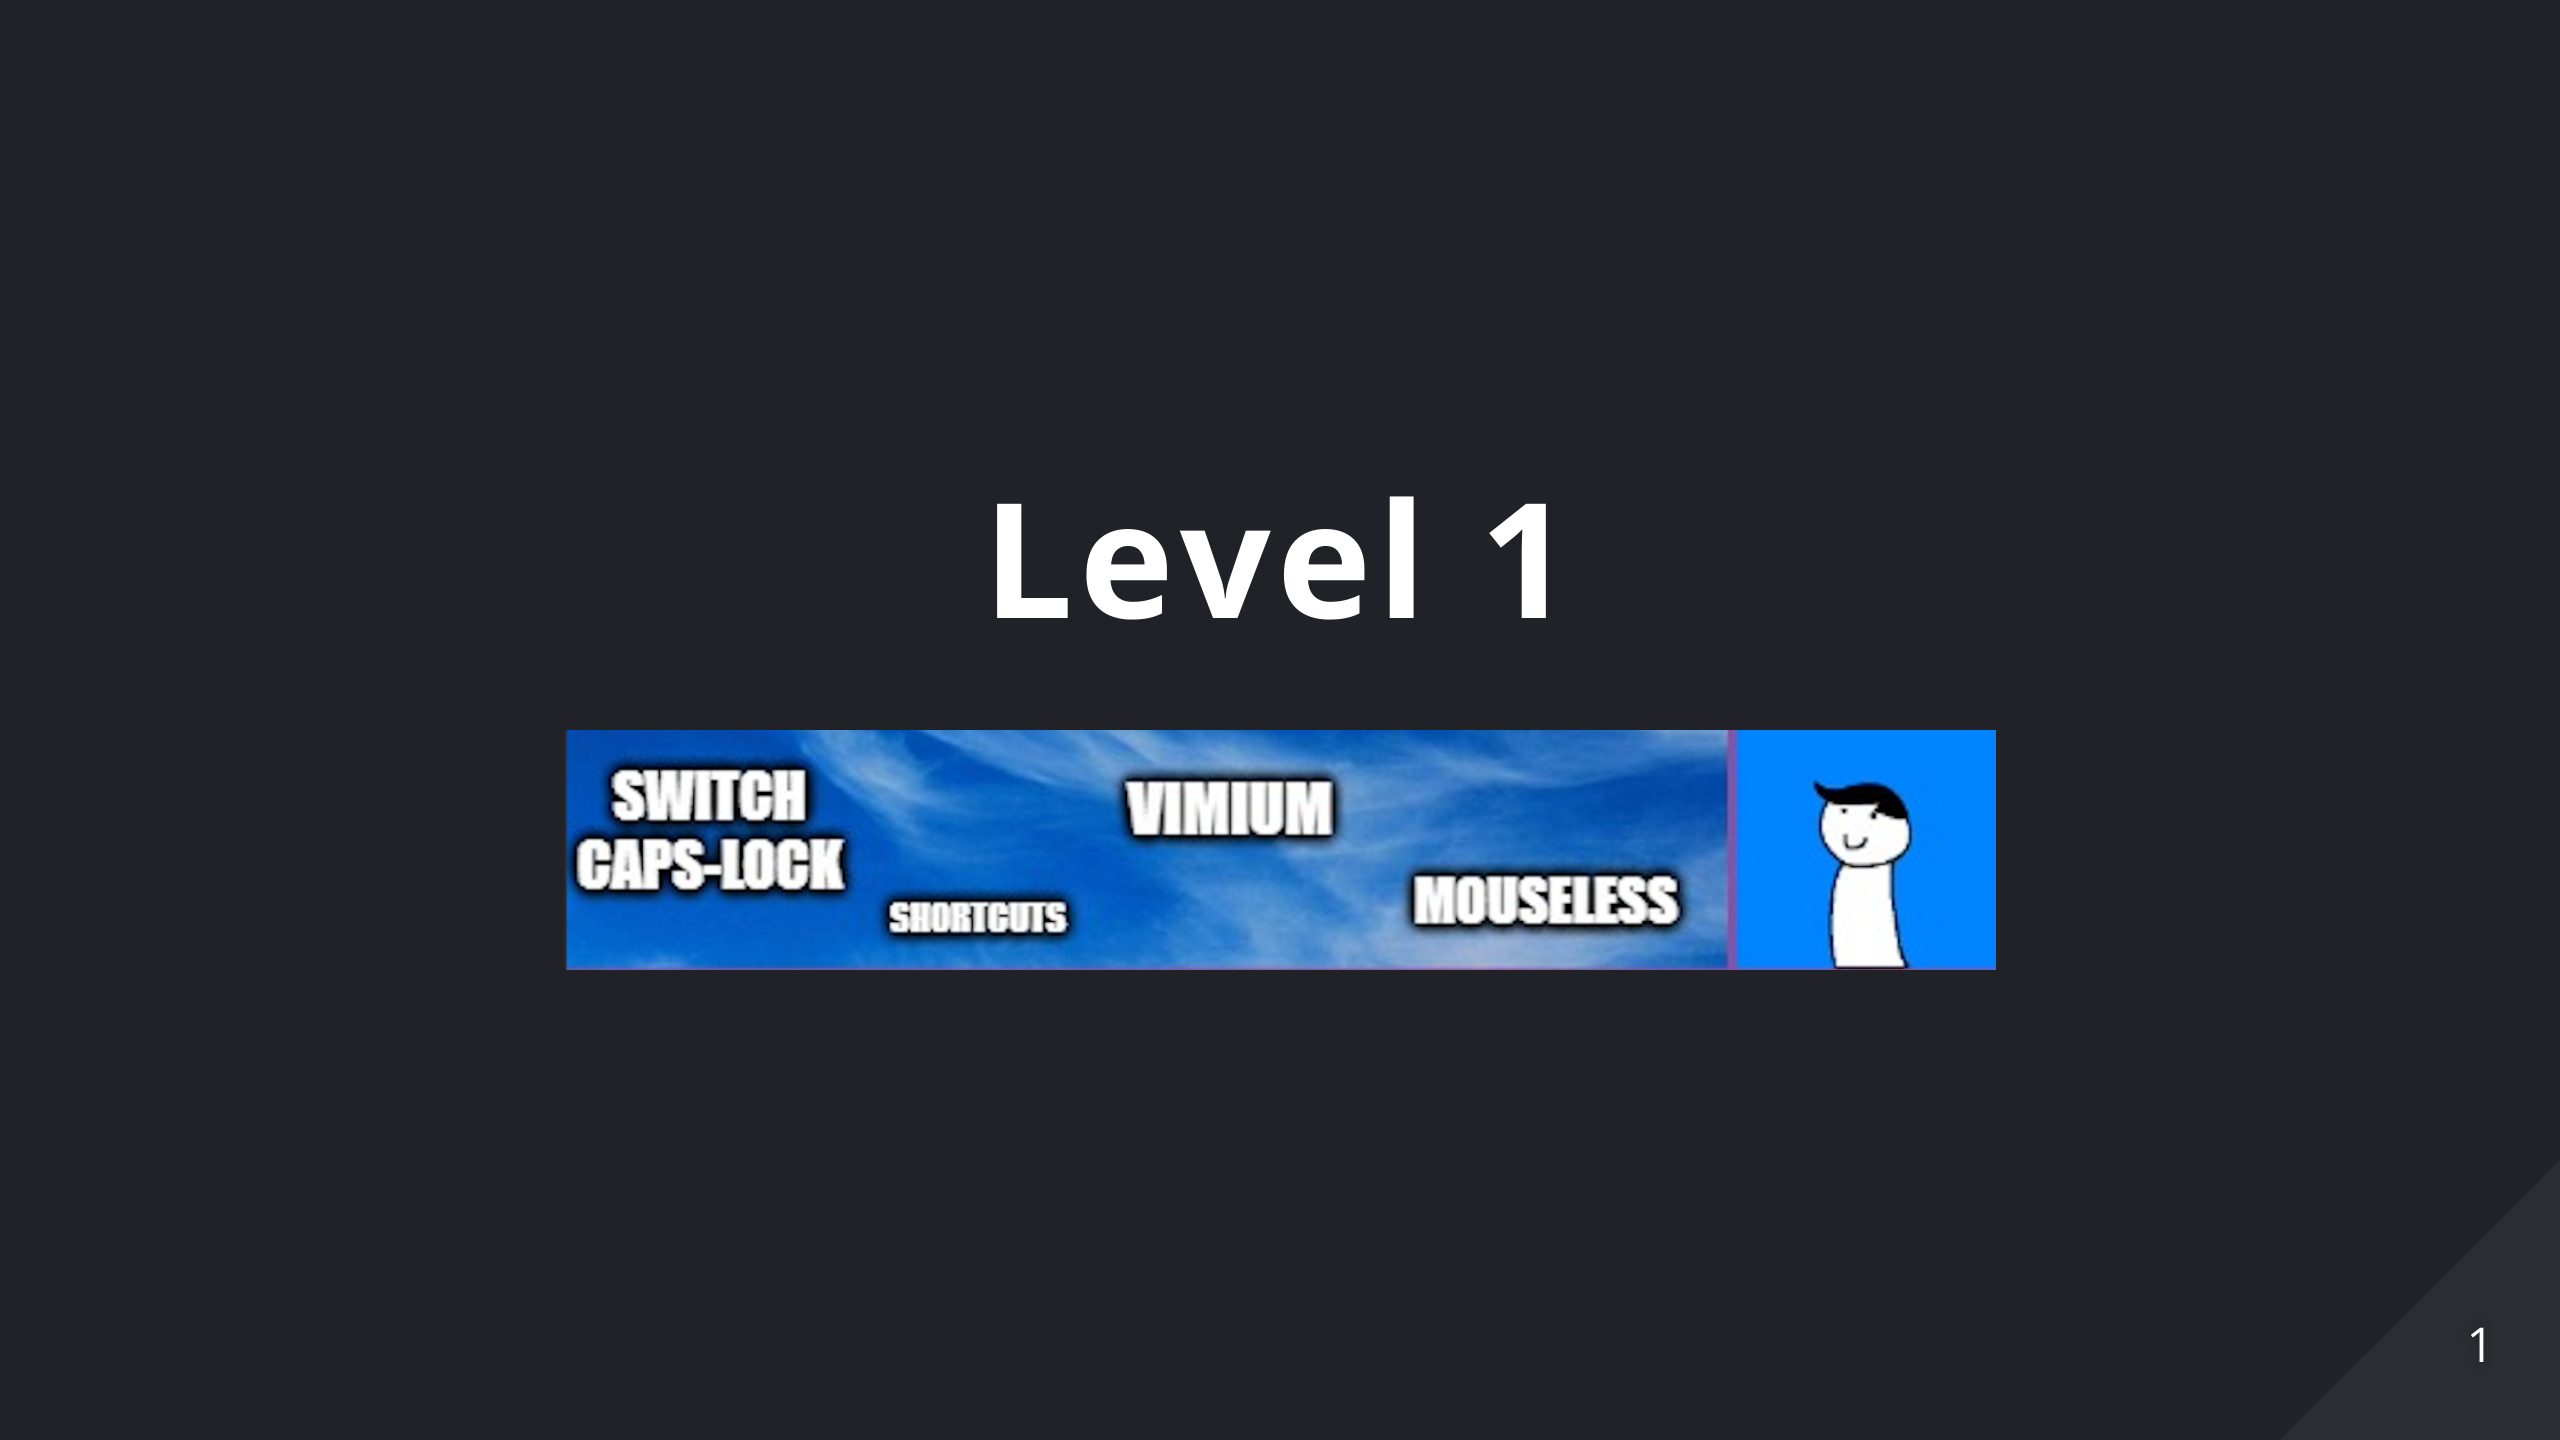 Level 1
SWITCH
CAPS-LOCK
SHORTCUTS
VIMIUM
MOUSELESS
1